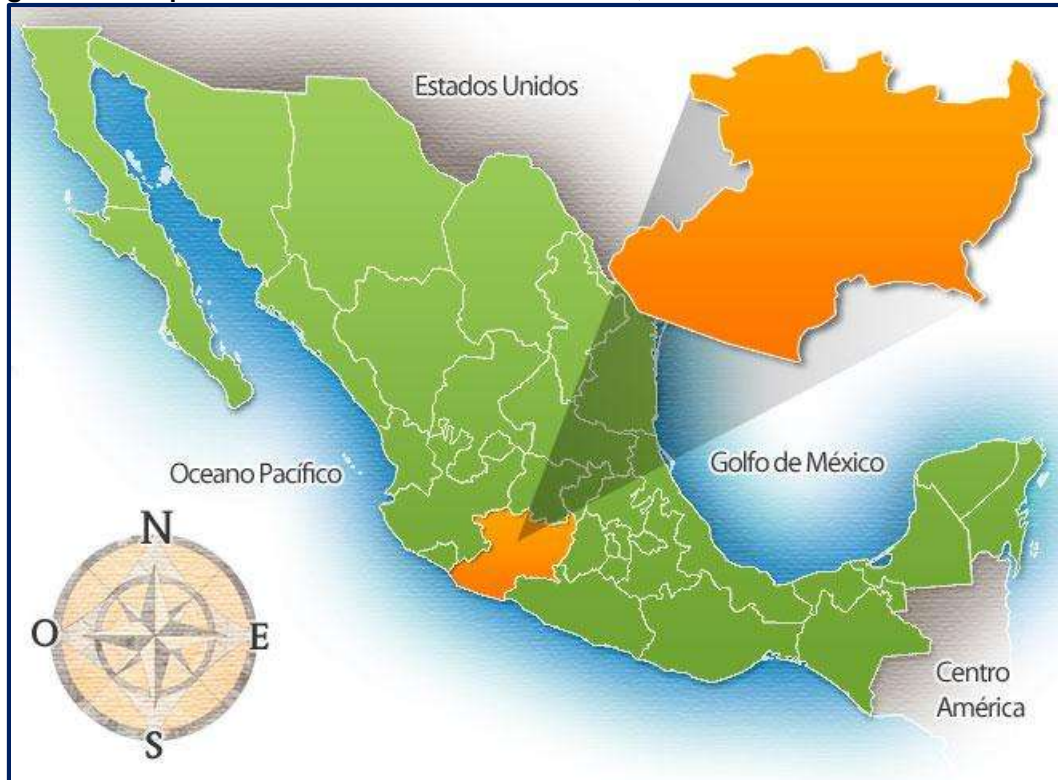 Estados Unidos
Oceano Pacífico
Golfo de México
Centro
América
N
O
E
S